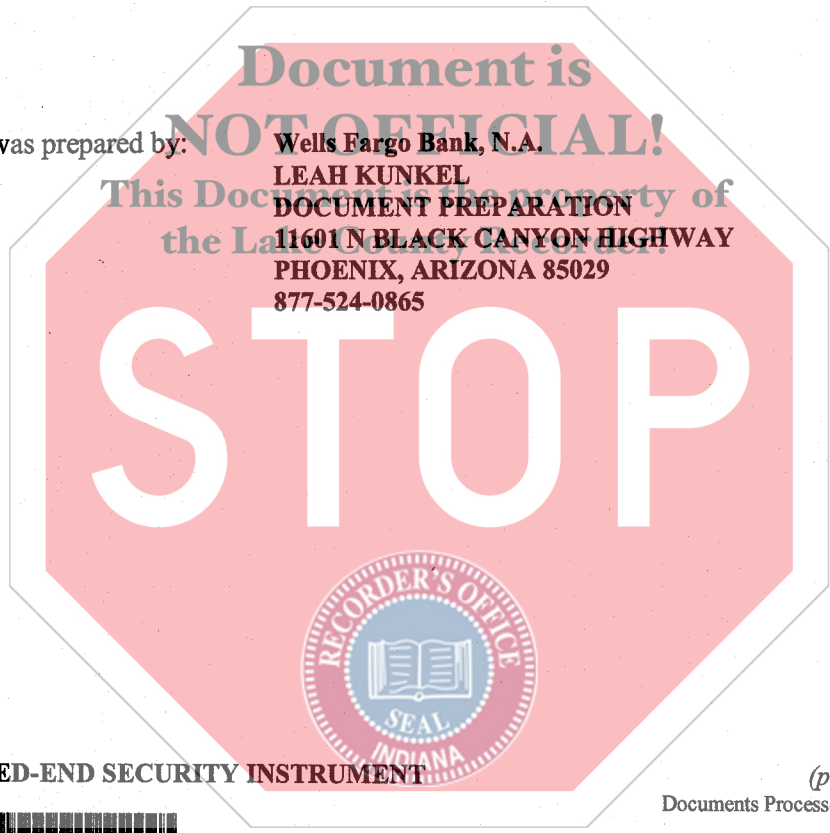 Document is
NOT OFFICIAL!
This Document is the property of
the Lake County Recorder!
was prepared by: Wells Fargo Bank, N.A.
LEAH KUNKEL
DOCUMENT PREPARATION
11601 N BLACK CANYON HIGHWAY
PHOENIX, ARIZONA 85029
877-524-0865
STOP
RECORDER'S OFFICE
SEAL
INDIANA
ED-END SECURITY INSTRUMENT
(p
Documents Process